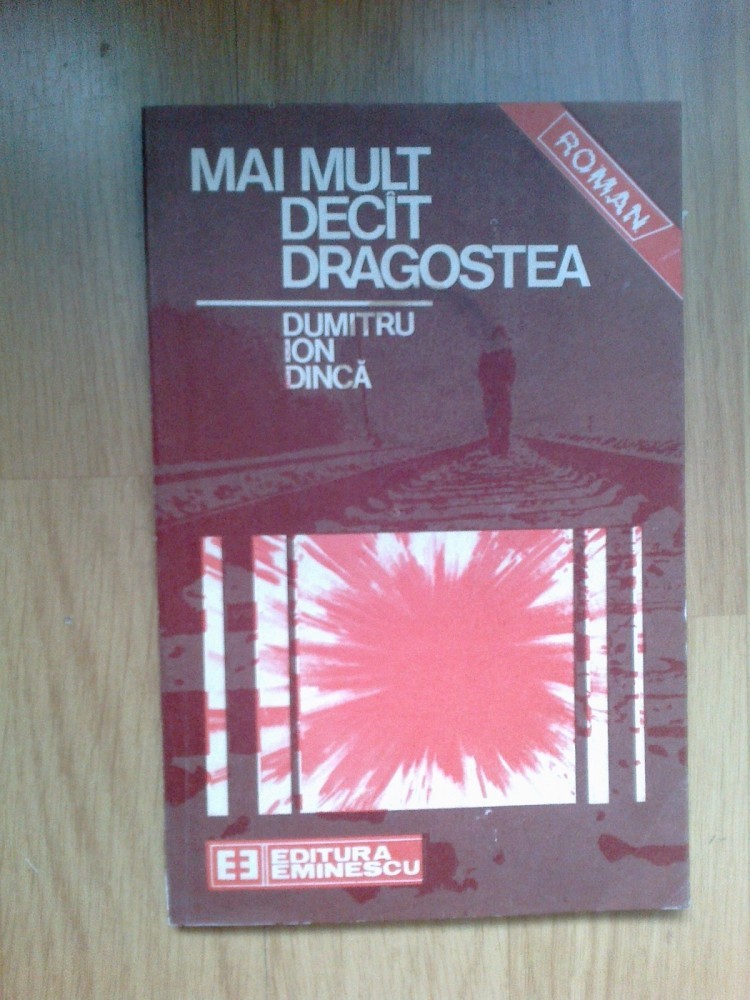 ROMAN
MAI MULT
DECÎT
DRAGOSTEA
DUMITRU
ION
DINCĂ
EE EDITURA
EMINESCU